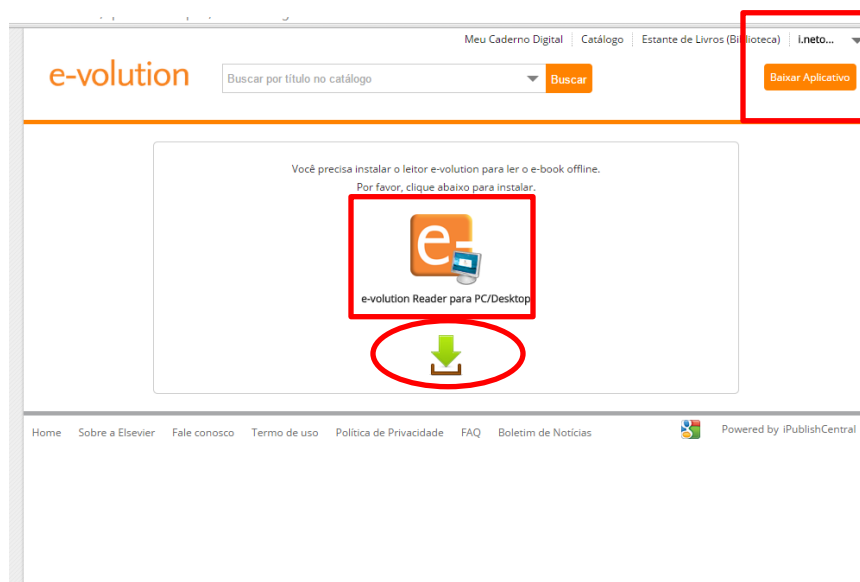 Meu Caderno Digital Catálogo Estante de Livros (Biblioteca) i.neto...
e-volution
Buscar por título no catálogo Buscar
Baixar Aplicativo
Você precisa instalar o leitor e-volution para ler o e-book offline.
Por favor, clique abaixo para instalar.
e-
e-volution Reader para PC/Desktop
Home Sobre a Elsevier Fale conosco Termo de uso Política de Privacidade FAQ Boletim de Notícias Powered by iPublishCentral